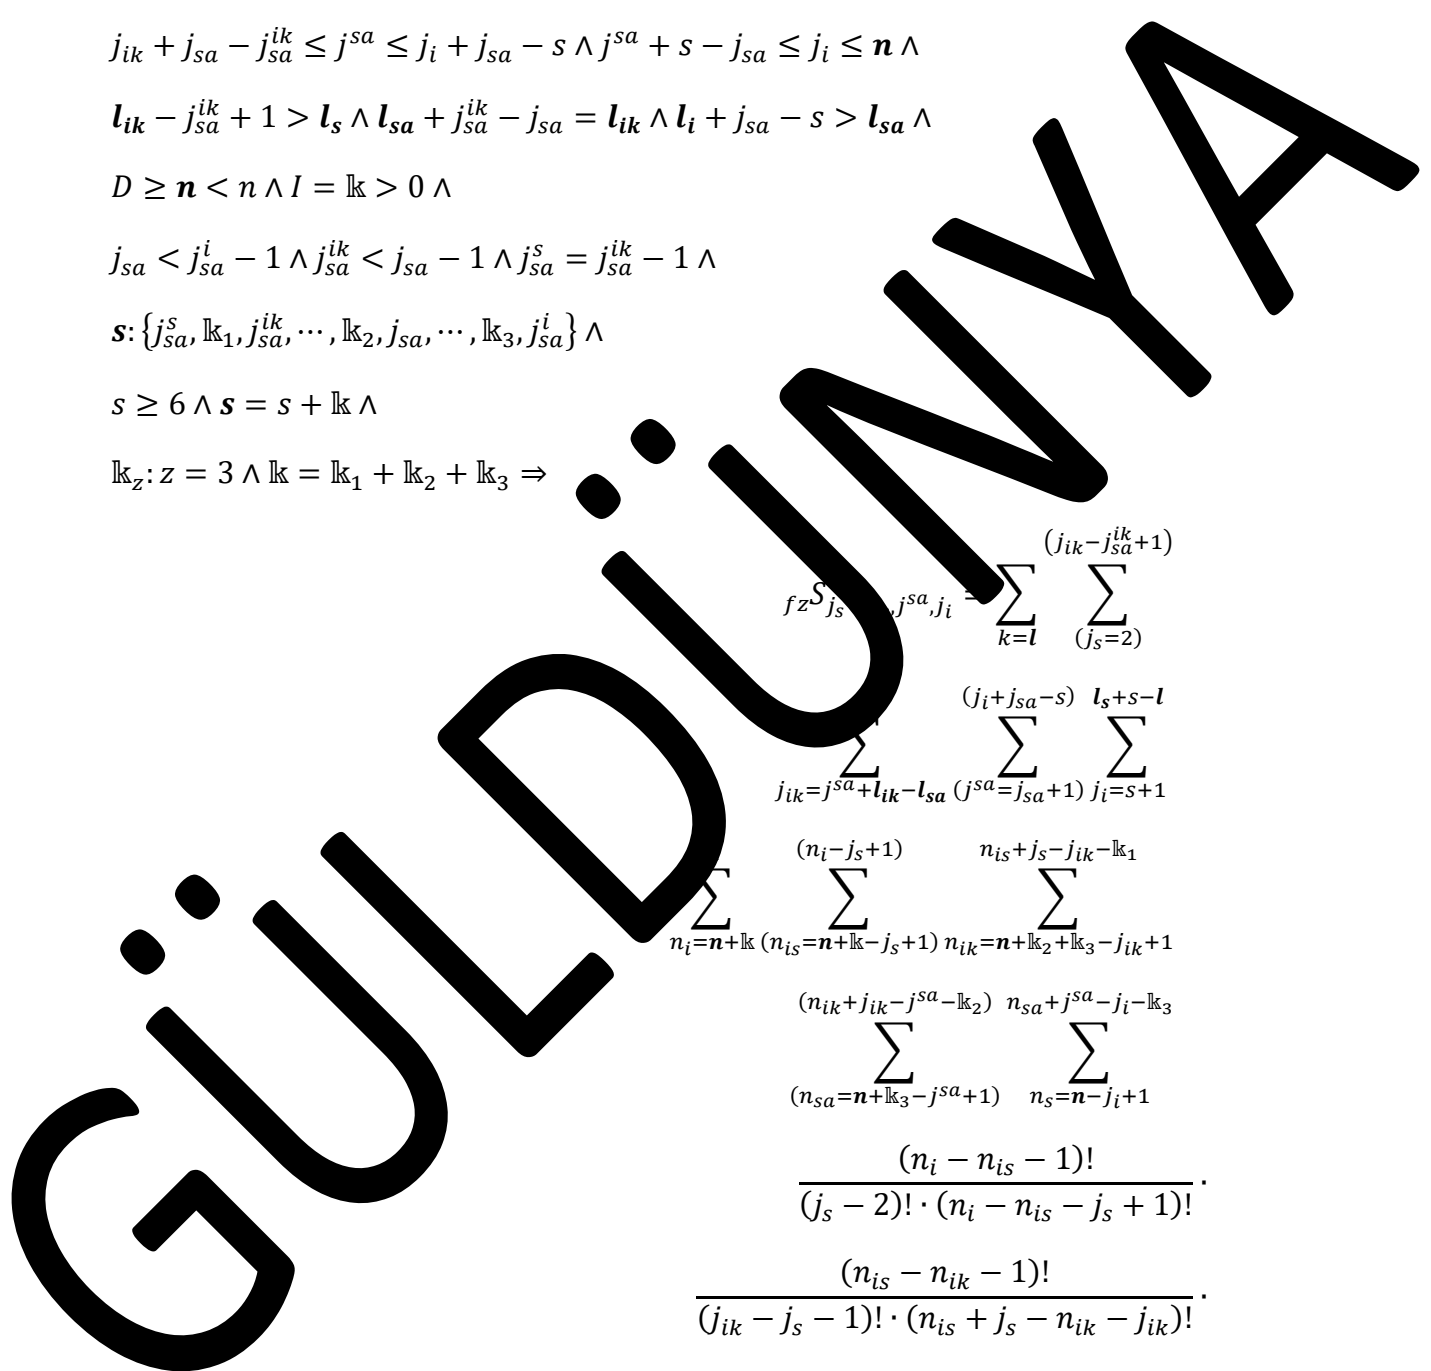 j_{ik} + j_{sa} − j_{sa}^{ik} ≤ j^{sa} ≤ j_i + j_{sa} − s ∧ j^{sa} + s − j_{sa} ≤ j_i ≤ n ∧
l_{ik} − j_{sa}^{ik} + 1 > l_s ∧ l_{sa} + j_{sa}^{ik} − j_{sa} = l_{ik} ∧ l_i + j_{sa} − s > l_{sa} ∧
D ≥ n < n ∧ I = 𝕜 > 0 ∧
j_{sa} < j_{sa}^{i} − 1 ∧ j_{sa}^{ik} < j_{sa} − 1 ∧ j_{sa}^{s} = j_{sa}^{ik} − 1 ∧
s: {j_{sa}^{s}, 𝕜_1, j_{sa}^{ik}, ⋯, 𝕜_2, j_{sa}, ⋯, 𝕜_3, j_{sa}^{i}} ∧
s ≥ 6 ∧ s = s + 𝕜 ∧
𝕜_z: z = 3 ∧ 𝕜 = 𝕜_1 + 𝕜_2 + 𝕜_3 ⇒
_{fz}S_{j_s , j^{sa}, j_i} = ∑_{k=l} ∑_{(j_s=2)}^{(j_{ik}−j_{sa}^{ik}+1)}
∑_{j_{ik}=j^{sa}+l_{ik}−l_{sa}} ∑_{(j^{sa}=j_{sa}+1)}^{(j_i+j_{sa}−s)} ∑_{j_i=s+1}^{l_s+s−l}
∑_{n_i=n+𝕜} ∑_{(n_{is}=n+𝕜−j_s+1)}^{(n_i−j_s+1)} ∑_{n_{ik}=n+𝕜_2+𝕜_3−j_{ik}+1}^{n_{is}+j_s−j_{ik}−𝕜_1}
∑_{(n_{sa}=n+𝕜_3−j^{sa}+1)}^{(n_{ik}+j_{ik}−j^{sa}−𝕜_2)} ∑_{n_s=n−j_i+1}^{n_{sa}+j^{sa}−j_i−𝕜_3}
(n_i − n_{is} − 1)! / (j_s − 2)! · (n_i − n_{is} − j_s + 1)! ·
(n_{is} − n_{ik} − 1)! / (j_{ik} − j_s − 1)! · (n_{is} + j_s − n_{ik} − j_{ik})! ·
GÜLDÜNYA